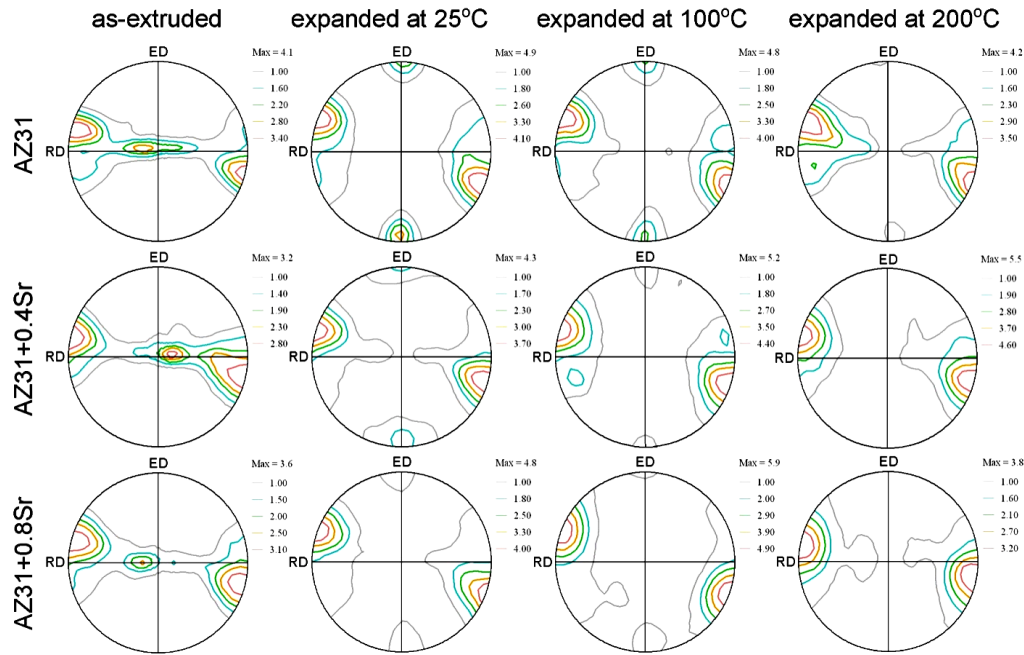 as-extruded expanded at 25°C expanded at 100°C expanded at 200°C
AZ31
ED
Max = 4.1
1.00
1.60
2.20
2.80
3.40
RD
ED
Max = 4.9
1.00
1.80
2.60
3.30
4.10
RD
ED
Max = 4.8
1.00
1.80
2.50
3.30
4.00
RD
ED
Max = 4.2
1.00
1.60
2.20
2.90
3.50
RD
AZ31+0.4Sr
ED
Max = 3.2
1.00
1.40
1.90
2.30
2.80
RD
ED
Max = 4.3
1.00
1.70
2.30
3.00
3.70
RD
ED
Max = 5.2
1.00
1.80
2.70
3.50
4.40
RD
ED
Max = 5.5
1.00
1.90
2.80
3.70
4.60
RD
AZ31+0.8Sr
ED
Max = 3.6
1.00
1.50
2.00
2.50
3.10
RD
ED
Max = 4.8
1.00
1.80
2.50
3.30
4.00
RD
ED
Max = 5.9
1.00
2.00
2.90
3.90
4.90
RD
ED
Max = 3.8
1.00
1.60
2.10
2.70
3.20
RD